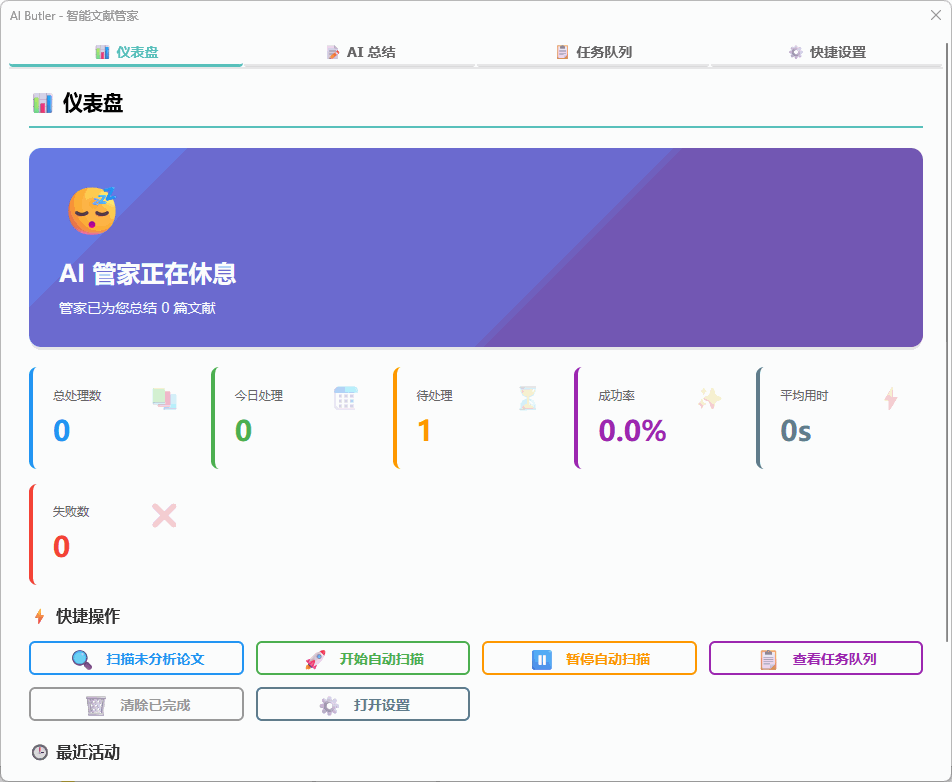 AI Butler - 智能文献管家
仪表盘
AI 总结
任务队列
快捷设置
仪表盘
AI 管家正在休息
管家已为您总结 0 篇文献
总处理数
0
今日处理
0
待处理
1
成功率
0.0%
平均用时
0s
失败数
0
快捷操作
扫描未分析论文
开始自动扫描
暂停自动扫描
查看任务队列
清除已完成
打开设置
最近活动